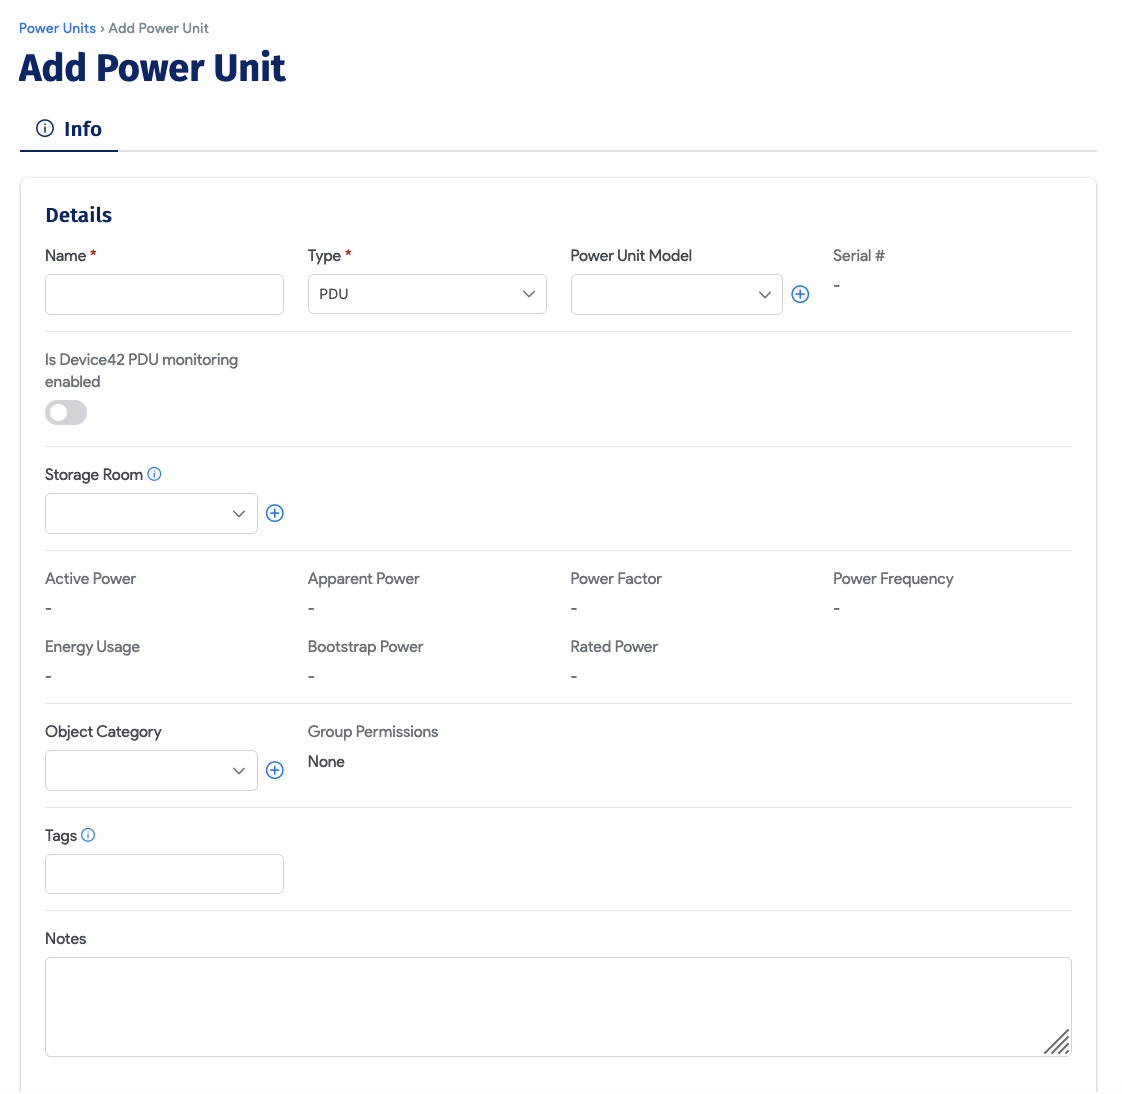 Power Units › Add Power Unit
Add Power Unit
Info
Details
Name *
Type *
Power Unit Model
Serial #
PDU
-
Is Device42 PDU monitoring
enabled
Storage Room
Active Power
Apparent Power
Power Factor
Power Frequency
-
-
-
-
Energy Usage
Bootstrap Power
Rated Power
-
-
-
Object Category
Group Permissions
None
Tags
Notes